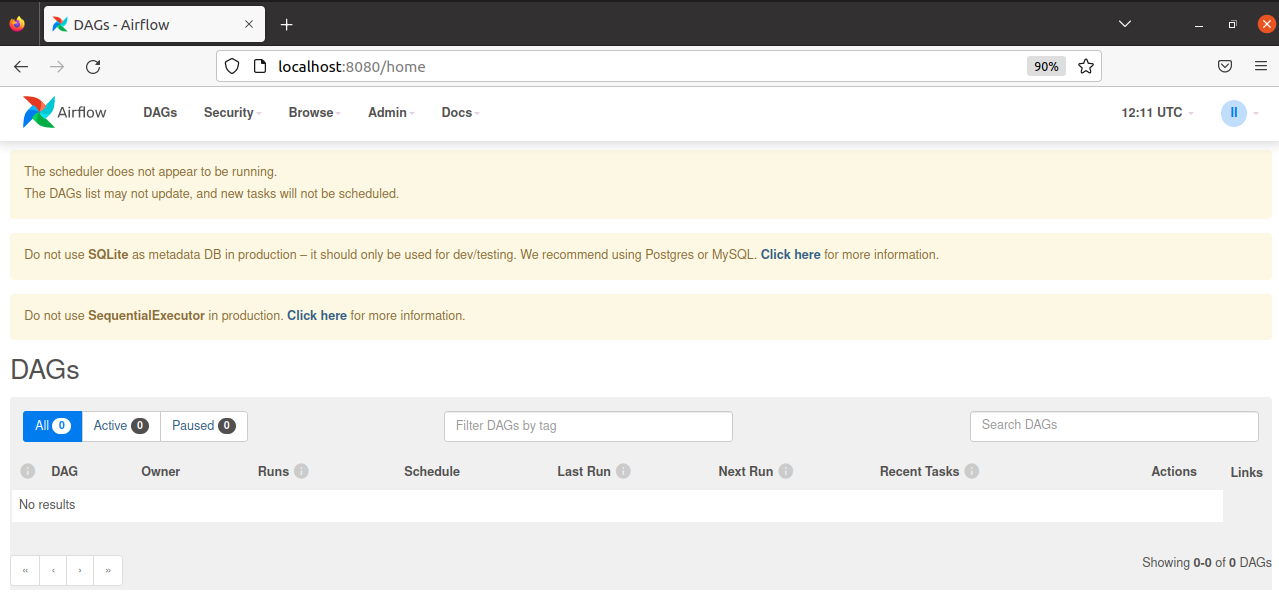 DAGs - Airflow
localhost:8080/home 90%
Airflow DAGs Security Browse Admin Docs 12:11 UTC II
The scheduler does not appear to be running.
The DAGs list may not update, and new tasks will not be scheduled.
Do not use SQLite as metadata DB in production – it should only be used for dev/testing. We recommend using Postgres or MySQL. Click here for more information.
Do not use SequentialExecutor in production. Click here for more information.
DAGs
All 0 Active 0 Paused 0 Filter DAGs by tag Search DAGs
i DAG Owner Runs i Schedule Last Run i Next Run i Recent Tasks i Actions Links
No results
« ‹ › » Showing 0-0 of 0 DAGs